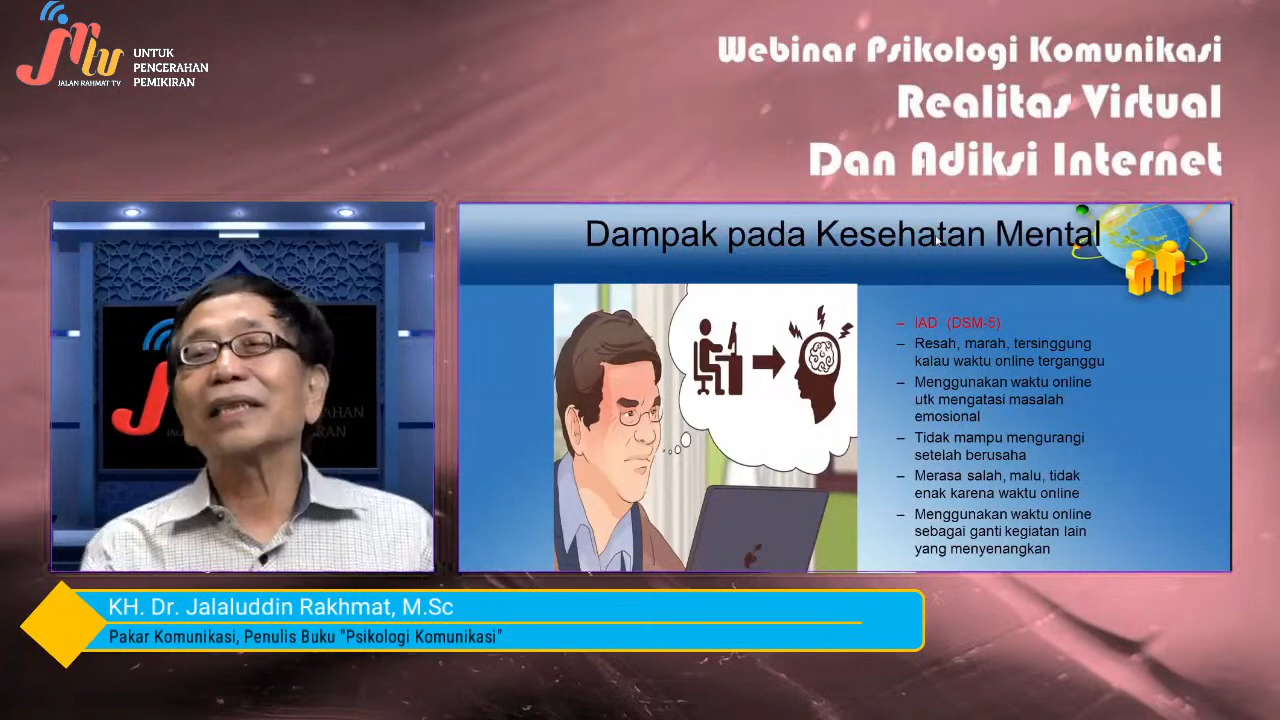 jrtv
UNTUK
PENCERAHAN
PEMIKIRAN
JALAN RAHMAT TV
Webinar Psikologi Komunikasi
Realitas Virtual
Dan Adiksi Internet
Dampak pada Kesehatan Mental
– IAD (DSM-5)
– Resah, marah, tersinggung
kalau waktu online terganggu
– Menggunakan waktu online
utk mengatasi masalah
emosional
– Tidak mampu mengurangi
setelah berusaha
– Merasa salah, malu, tidak
enak karena waktu online
– Menggunakan waktu online
sebagai ganti kegiatan lain
yang menyenangkan
KH. Dr. Jalaluddin Rakhmat, M.Sc
Pakar Komunikasi, Penulis Buku "Psikologi Komunikasi"